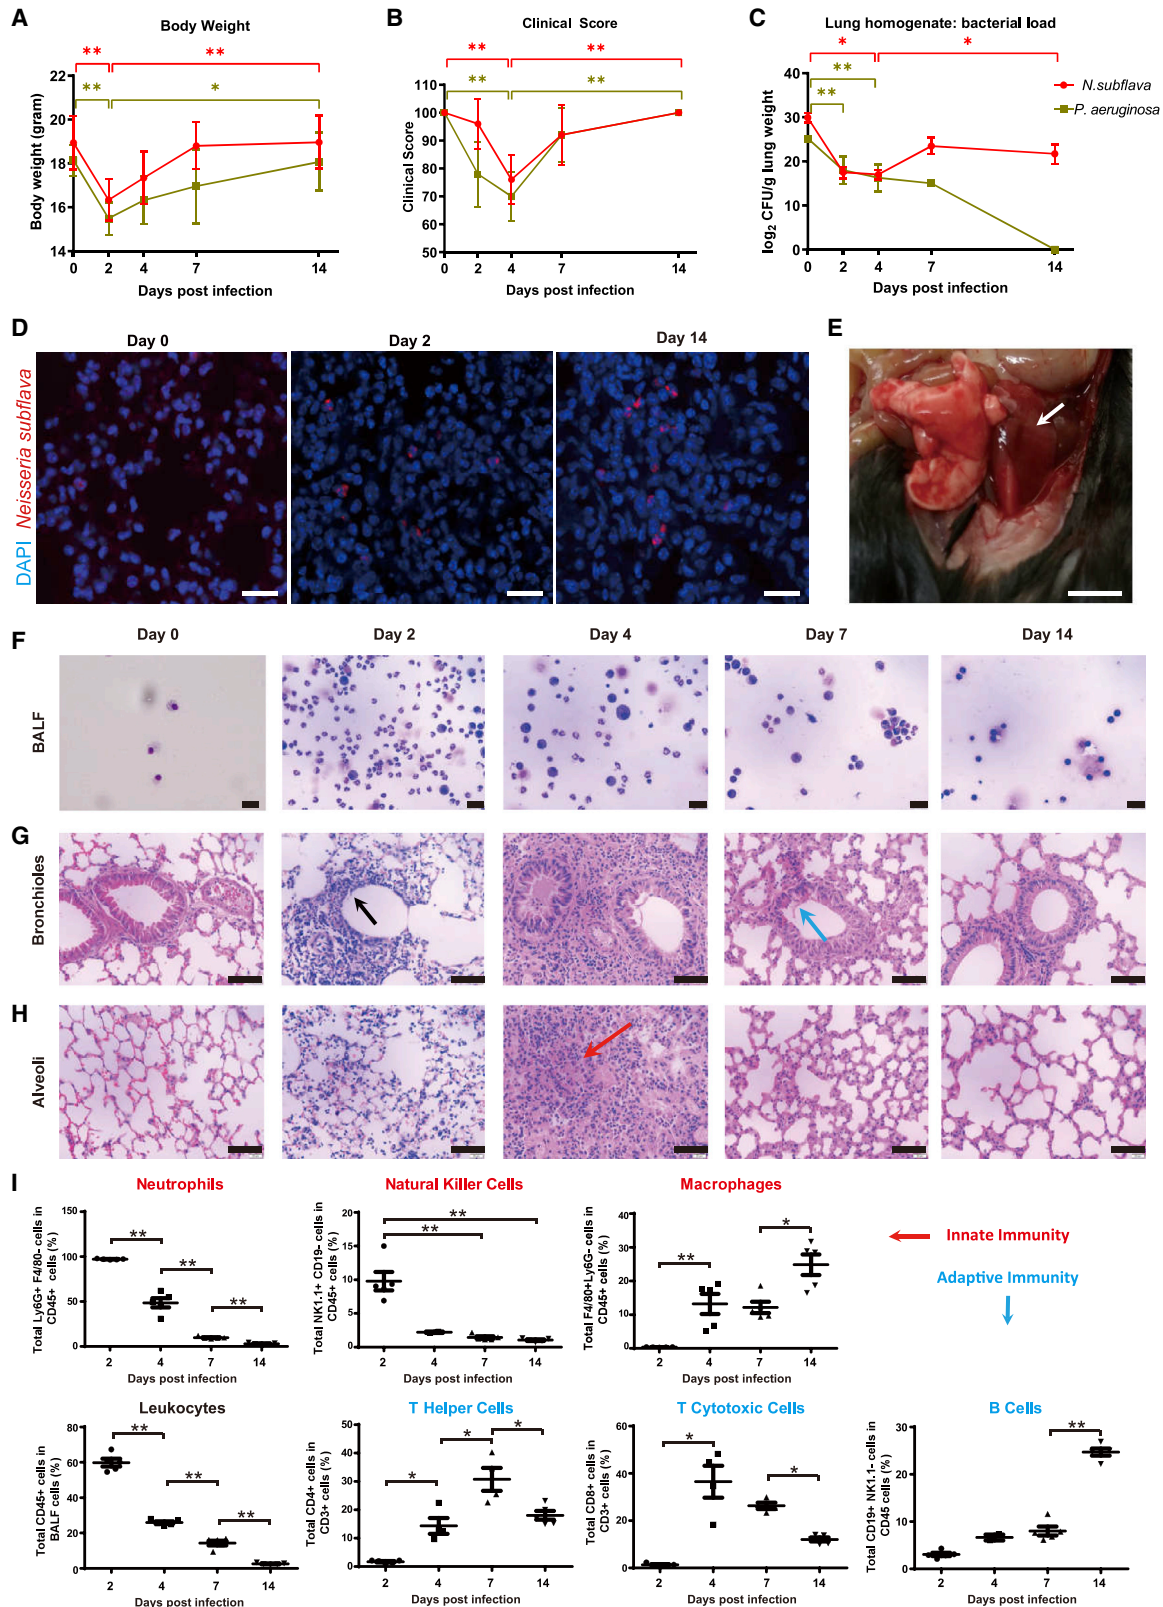 A
Body Weight
**
**
**
*
Body weight (gram)
22
20
18
16
14
0
2
4
7
14
Days post infection
B
Clinical Score
**
**
**
**
Clinical Score
110
100
90
80
70
60
50
0
2
4
7
14
Days post infection
C
Lung homogenate: bacterial load
*
*
**
**
log2 CFU/g lung weight
40
30
20
10
0
0
2
4
7
14
Days post infection
N.subflava
P. aeruginosa
D
Day 0
Day 2
Day 14
DAPI Neisseria subflava
E
F
Day 0
Day 2
Day 4
Day 7
Day 14
BALF
G
Bronchioles
H
Alveoli
I
Neutrophils
Total Ly6G+ F4/80- cells in
CD45+ cells (%)
150
100
50
0
**
**
**
2
4
7
14
Days post infection
Natural Killer Cells
Total NK1.1+ CD19- cells in
CD45+ cells (%)
20
15
10
5
0
**
**
2
4
7
14
Days post infection
Macrophages
Total F4/80+Ly6G- cells in
CD45+ cells (%)
40
30
20
10
0
**
*
2
4
7
14
Days post infection
Innate Immunity
Adaptive Immunity
Leukocytes
Total CD45+ cells in
BALF cells (%)
80
60
40
20
0
**
**
**
2
4
7
14
Days post infection
T Helper Cells
Total CD4+ cells in
CD3+ cells (%)
50
40
30
20
10
0
*
*
*
2
4
7
14
Days post infection
T Cytotoxic Cells
Total CD8+ cells in
CD3+ cells (%)
60
40
20
0
*
*
2
4
7
14
Days post infection
B Cells
Total CD19+ NK1.1- cells in
CD45 cells (%)
30
20
10
0
**
2
4
7
14
Days post infection